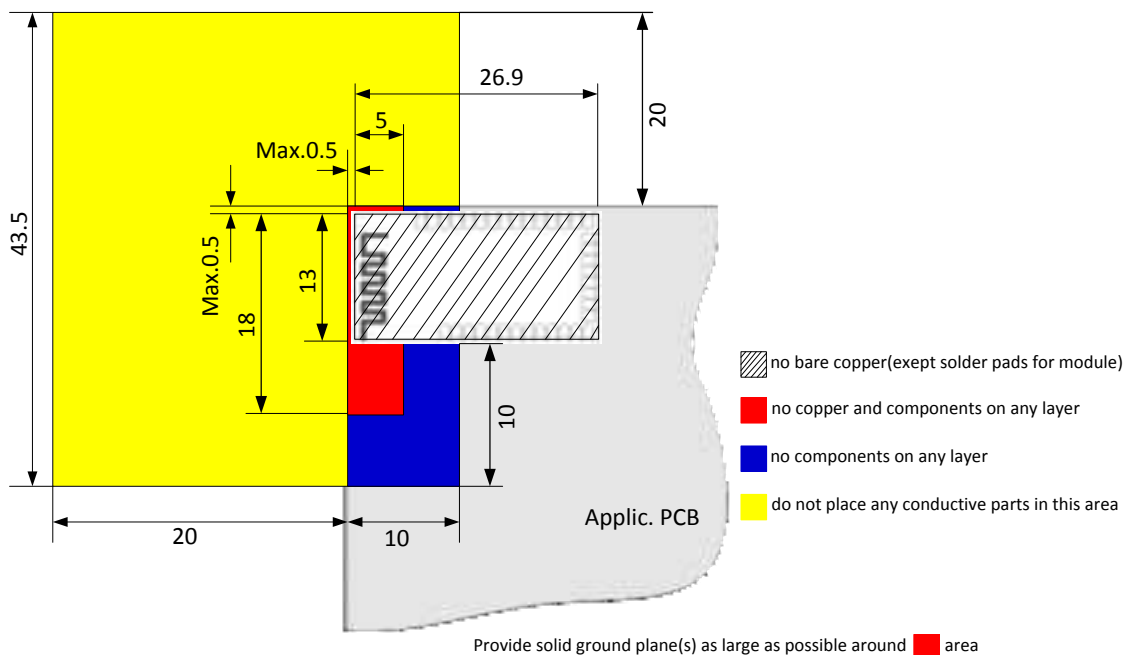 26.9
20
5
Max.0.5
43.5
Max.0.5
13
18
10
no bare copper(exept solder pads for module)
no copper and components on any layer
no components on any layer
do not place any conductive parts in this area
Applic. PCB
20
10
Provide solid ground plane(s) as large as possible around area